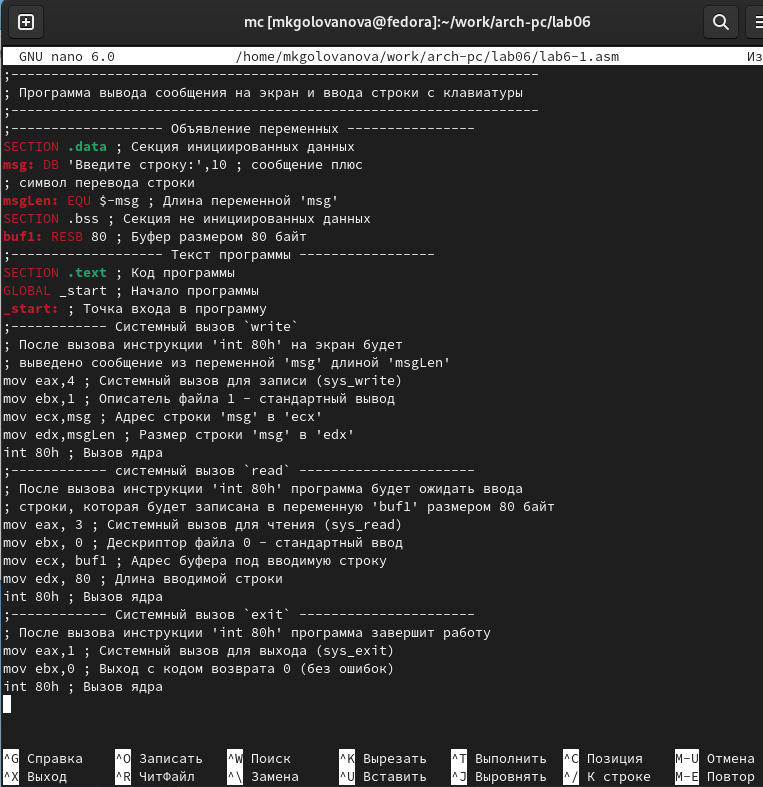 mc [mkgolovanova@fedora]:~/work/arch-pc/lab06
GNU nano 6.0 /home/mkgolovanova/work/arch-pc/lab06/lab6-1.asm Из
;------------------------------------------------------------------
; Программа вывода сообщения на экран и ввода строки с клавиатуры
;------------------------------------------------------------------
;------------------- Объявление переменных ----------------
SECTION .data ; Секция инициированных данных
msg: DB 'Введите строку:',10 ; сообщение плюс
; символ перевода строки
msgLen: EQU $-msg ; Длина переменной 'msg'
SECTION .bss ; Секция не инициированных данных
buf1: RESB 80 ; Буфер размером 80 байт
;------------------- Текст программы -----------------
SECTION .text ; Код программы
GLOBAL _start ; Начало программы
_start: ; Точка входа в программу
;------------ Системный вызов `write`
; После вызова инструкции 'int 80h' на экран будет
; выведено сообщение из переменной 'msg' длиной 'msgLen'
mov eax,4 ; Системный вызов для записи (sys_write)
mov ebx,1 ; Описатель файла 1 - стандартный вывод
mov ecx,msg ; Адрес строки 'msg' в 'ecx'
mov edx,msgLen ; Размер строки 'msg' в 'edx'
int 80h ; Вызов ядра
;------------ системный вызов `read` ----------------------
; После вызова инструкции 'int 80h' программа будет ожидать ввода
; строки, которая будет записана в переменную 'buf1' размером 80 байт
mov eax, 3 ; Системный вызов для чтения (sys_read)
mov ebx, 0 ; Дескриптор файла 0 - стандартный ввод
mov ecx, buf1 ; Адрес буфера под вводимую строку
mov edx, 80 ; Длина вводимой строки
int 80h ; Вызов ядра
;------------ Системный вызов `exit` ----------------------
; После вызова инструкции 'int 80h' программа завершит работу
mov eax,1 ; Системный вызов для выхода (sys_exit)
mov ebx,0 ; Выход с кодом возврата 0 (без ошибок)
int 80h ; Вызов ядра
^G Справка ^O Записать ^W Поиск ^K Вырезать ^T Выполнить ^C Позиция M-U Отмена
^X Выход ^R ЧитФайл ^\ Замена ^U Вставить ^J Выровнять ^/ К строке M-E Повтор